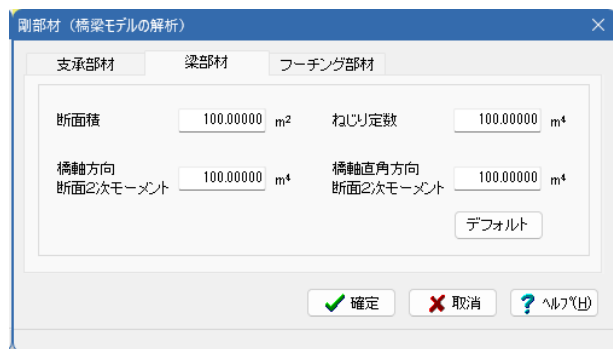 剛部材（橋梁モデルの解析）
支承部材 梁部材 フーチング部材
断面積 100.00000 m² ねじり定数 100.00000 m⁴
橋軸方向
断面2次モーメント 100.00000 m⁴
橋軸直角方向
断面2次モーメント 100.00000 m⁴
デフォルト
確定 取消 ? ﾍﾙﾌﾟ(H)